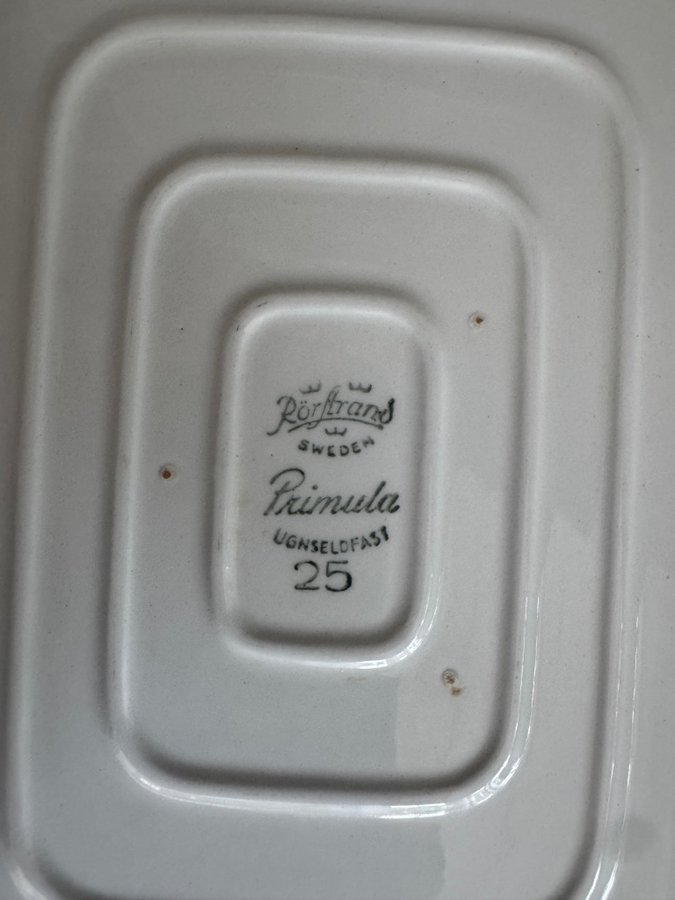 Rörstrand
SWEDEN
Primula
UGNSELDFAST
25